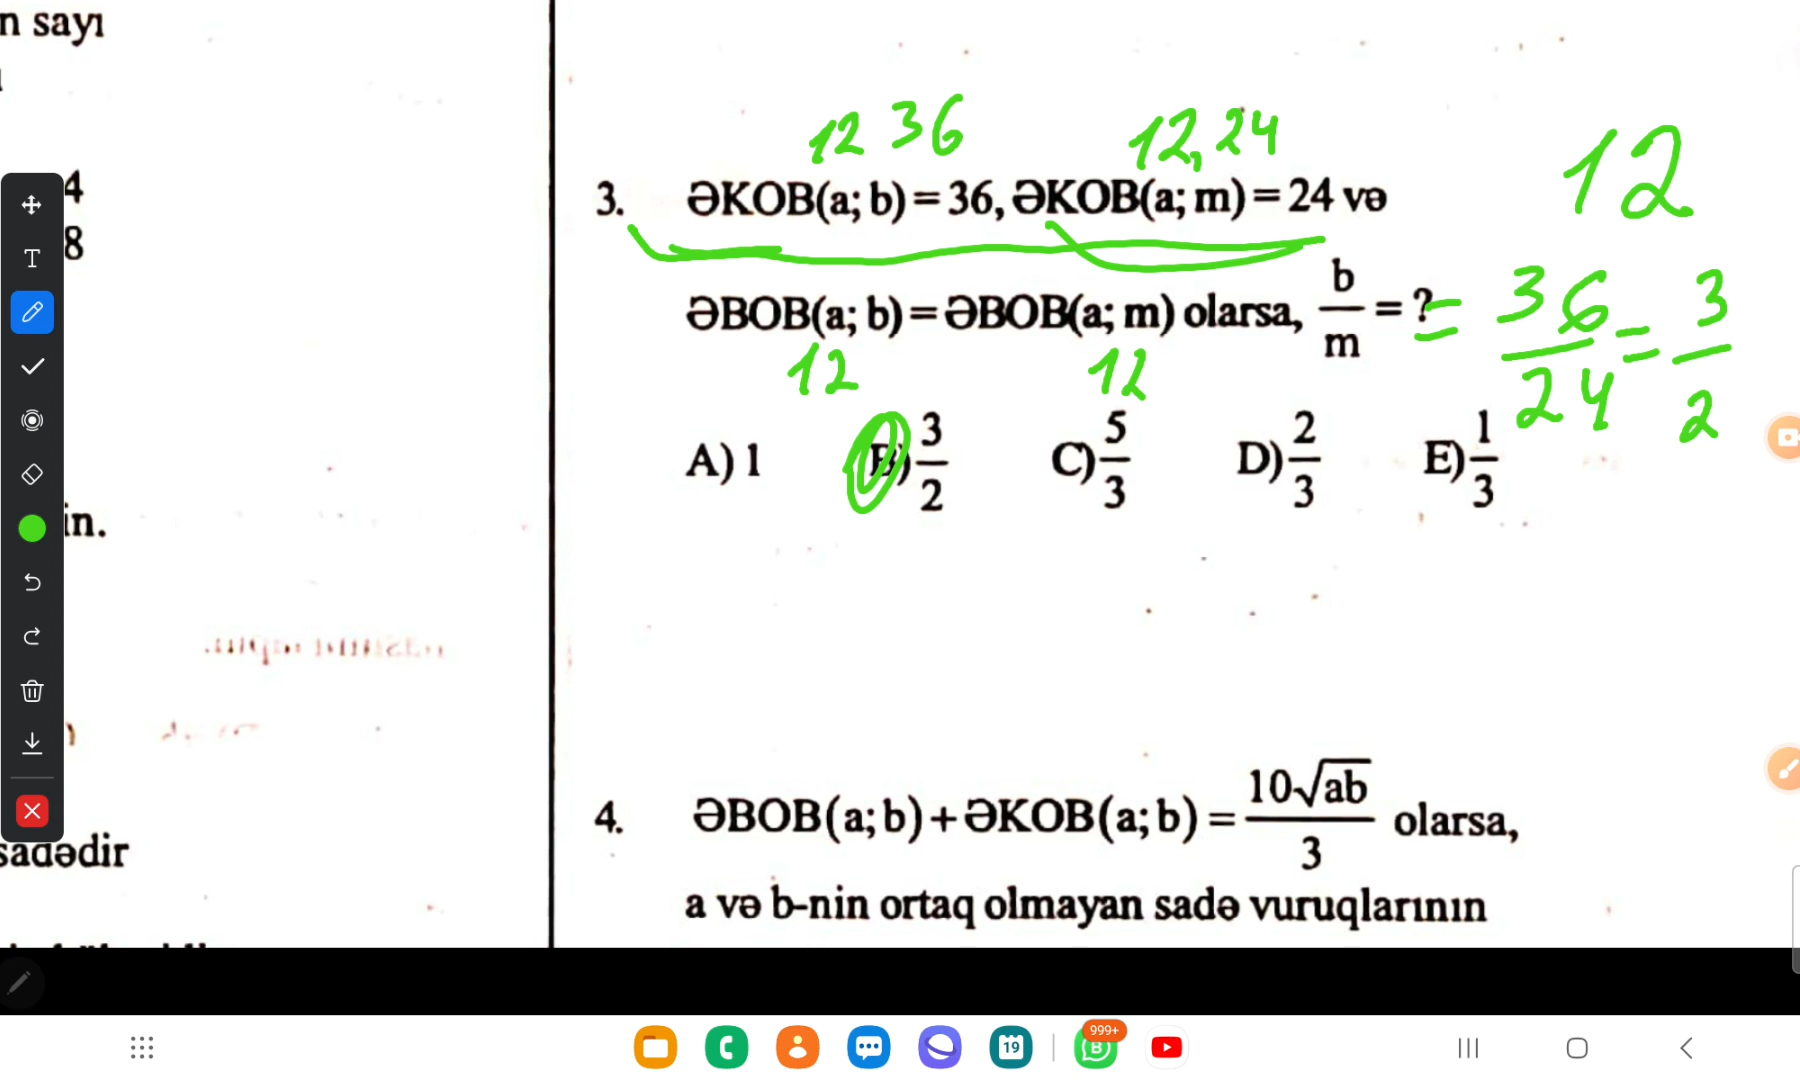 n sayı
4
8
in.
sadədir
12 36 12, 24 12
3. ƏKOB(a; b) = 36, ƏKOB(a; m) = 24 və
ƏBOB(a; b) = ƏBOB(a; m) olarsa, b/m = ? = 36/24 = 3/2
12 12
A) 1 B) 3/2 C) 5/3 D) 2/3 E) 1/3
4. ƏBOB(a; b) + ƏKOB(a; b) = 10√ab/3 olarsa,
a və b-nin ortaq olmayan sadə vuruqlarının
T
19
999+
B